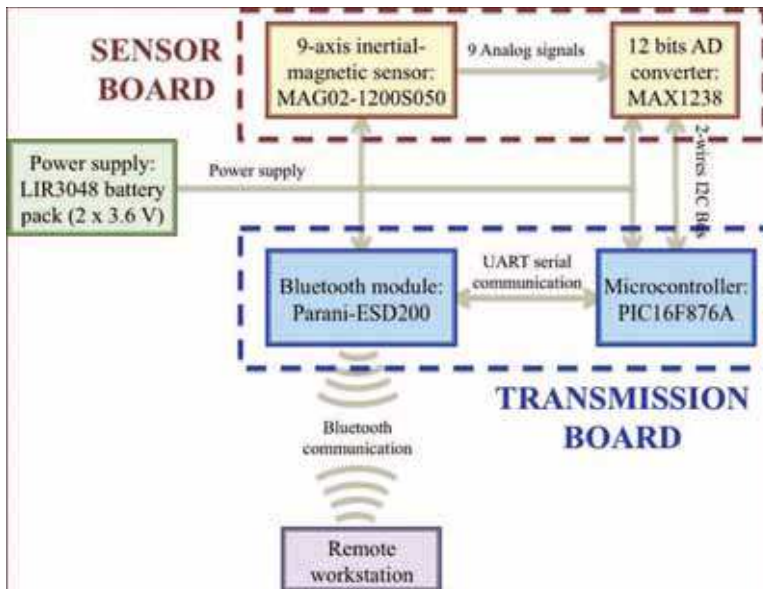 SENSOR
BOARD
9-axis inertial-
magnetic sensor:
MAG02-1200S050
9 Analog signals
12 bits AD
converter:
MAX1238
Power supply:
LIR3048 battery
pack (2 x 3.6 V)
Power supply
2-wires I2C Bus
Bluetooth module:
Parani-ESD200
UART serial
communication
Microcontroller:
PIC16F876A
TRANSMISSION
BOARD
Bluetooth
communication
Remote
workstation